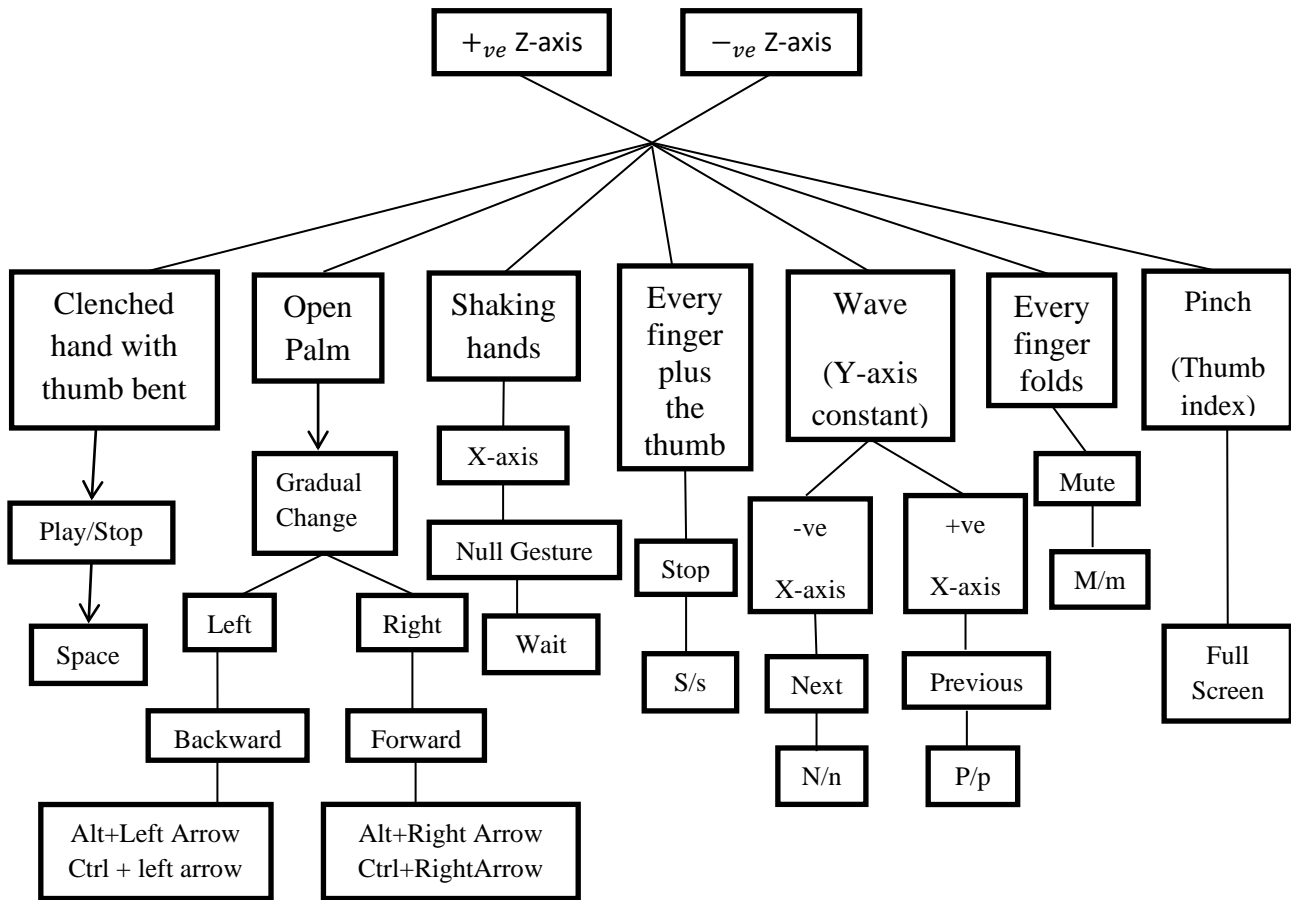 +ve Z-axis
−ve Z-axis
Clenched
hand with
thumb bent
Open
Palm
Shaking
hands
Every
finger
plus
the
thumb
Wave
(Y-axis
constant)
Every
finger
folds
Pinch
(Thumb
index)
Play/Stop
Gradual
Change
X-axis
Null Gesture
Stop
-ve
X-axis
+ve
X-axis
Mute
M/m
Space
Left
Right
Wait
S/s
Next
Previous
Full
Screen
Backward
Forward
N/n
P/p
Alt+Left Arrow
Ctrl + left arrow
Alt+Right Arrow
Ctrl+RightArrow